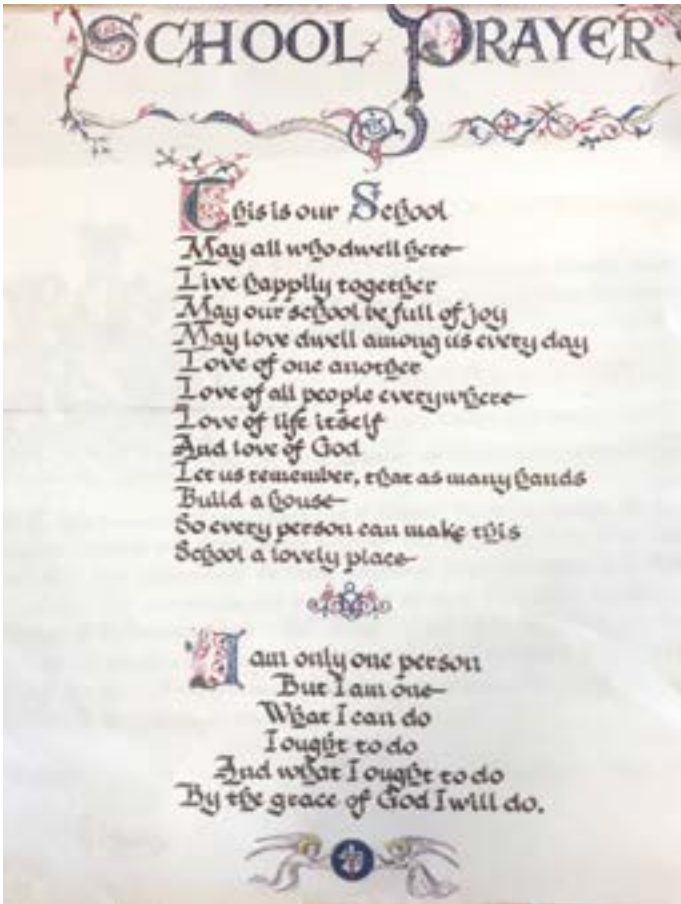 SCHOOL PRAYER
This is our School
May all who dwell here
Live happily together
May our school be full of joy
May love dwell among us every day
Love of one another
Love of all people everywhere
Love of life itself
And love of God
Let us remember, that as many hands
Build a house
So every person can make this
School a lovely place
I am only one person
But I am one
What I can do
I ought to do
And what I ought to do
By the grace of God I will do.